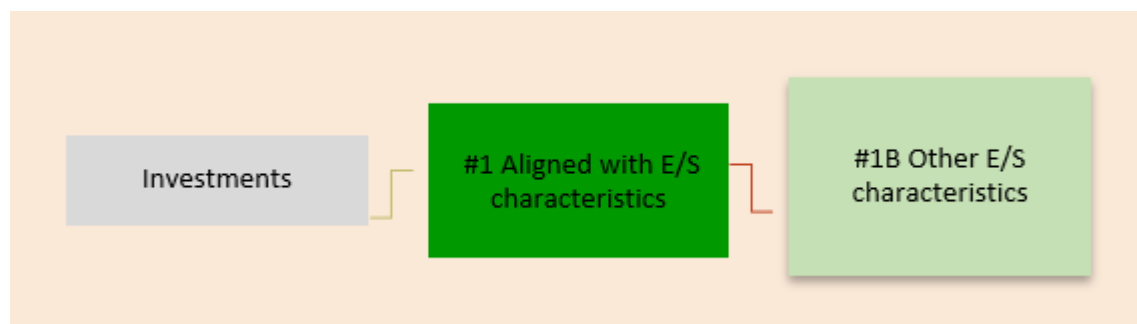 Investments
#1 Aligned with E/S
characteristics
#1B Other E/S
characteristics